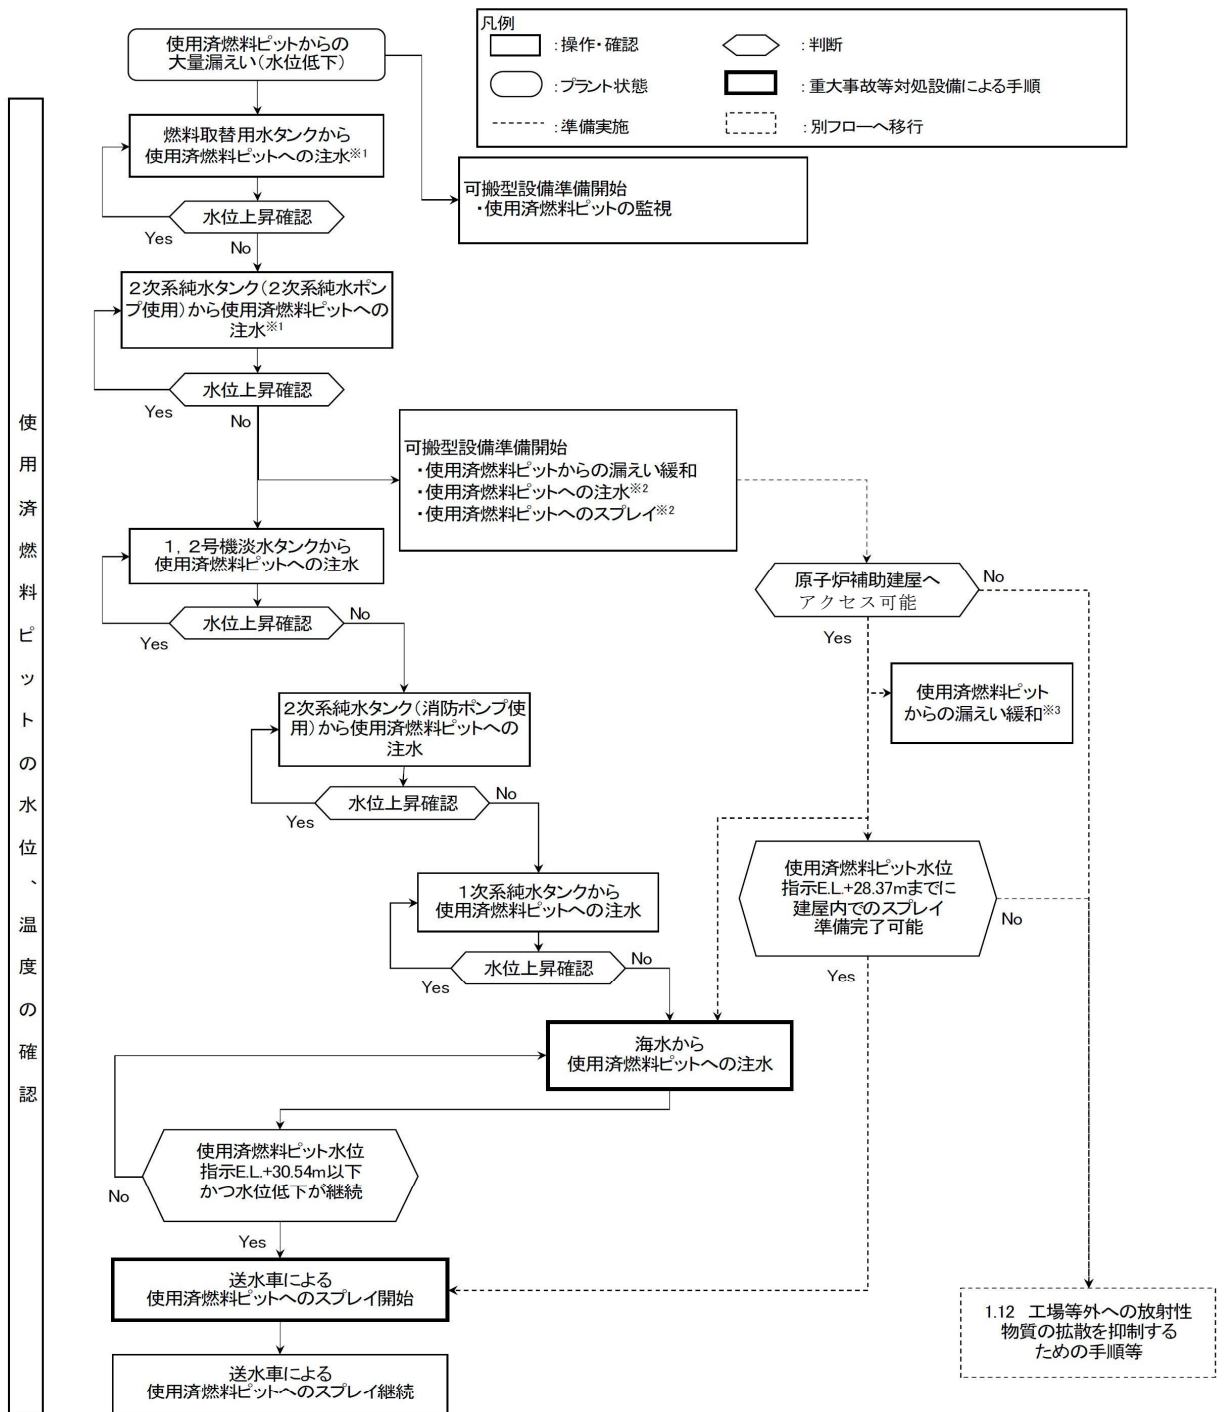 凡例
:操作・確認
:判断
:プラント状態
:重大事故等対処設備による手順
:準備実施
:別フローへ移行
使用済燃料ピットの水位、温度の確認
使用済燃料ピットからの
大量漏えい(水位低下)
燃料取替用水タンクから
使用済燃料ピットへの注水※1
可搬型設備準備開始
・使用済燃料ピットの監視
水位上昇確認
Yes
No
2次系純水タンク(2次系純水ポン
プ使用)から使用済燃料ピットへの
注水※1
水位上昇確認
Yes
No
可搬型設備準備開始
・使用済燃料ピットからの漏えい緩和
・使用済燃料ピットへの注水※2
・使用済燃料ピットへのスプレイ※2
1,2号機淡水タンクから
使用済燃料ピットへの注水
水位上昇確認
Yes
No
原子炉補助建屋へ
アクセス可能
No
Yes
使用済燃料ピット
からの漏えい緩和※3
2次系純水タンク(消防ポンプ使
用)から使用済燃料ピットへの
注水
水位上昇確認
Yes
No
1次系純水タンクから
使用済燃料ピットへの注水
水位上昇確認
Yes
No
使用済燃料ピット水位
指示E.L.+28.37mまでに
建屋内でのスプレイ
準備完了可能
No
Yes
海水から
使用済燃料ピットへの注水
使用済燃料ピット水位
指示E.L.+30.54m以下
かつ水位低下が継続
No
Yes
送水車による
使用済燃料ピットへのスプレイ開始
送水車による
使用済燃料ピットへのスプレイ継続
1.12 工場等外への放射性
物質の拡散を抑制する
ための手順等